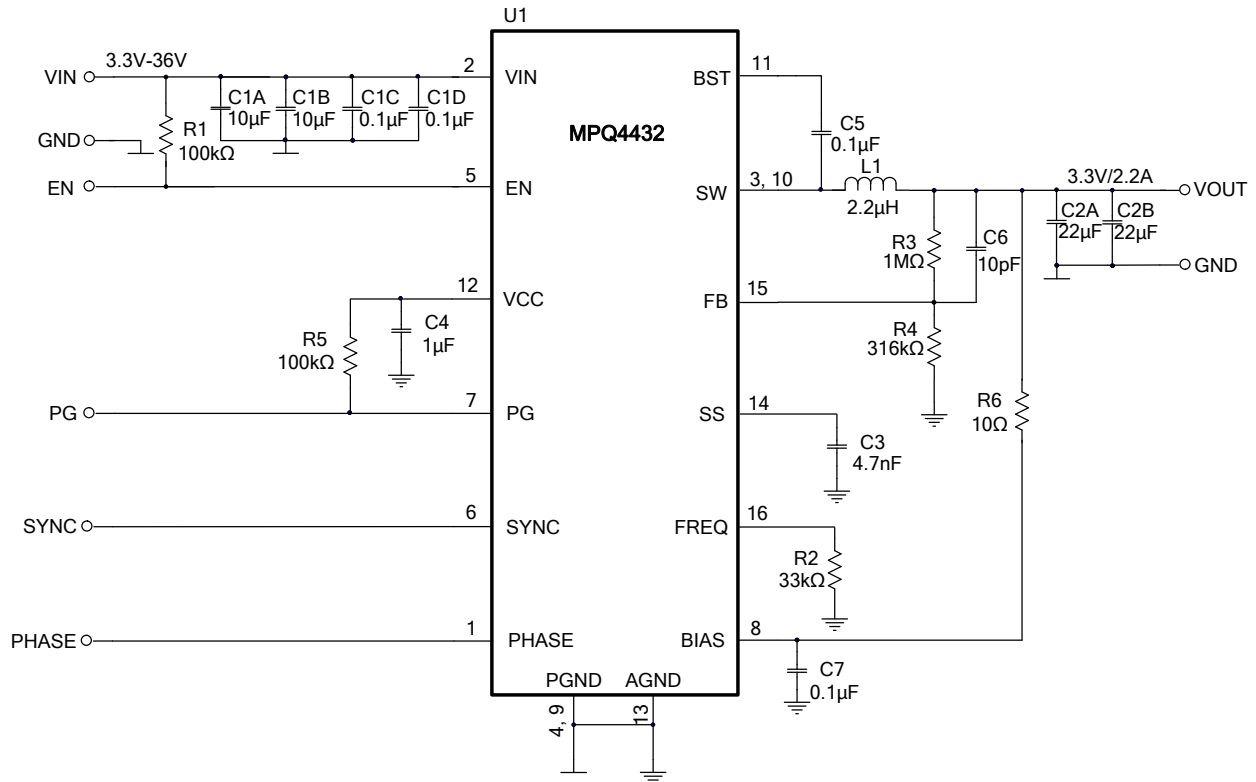 U1
MPQ4432
VIN
3.3V-36V
2
VIN
C1A
10µF
C1B
10µF
C1C
0.1µF
C1D
0.1µF
GND
R1
100kΩ
EN
5
EN
12
VCC
C4
1µF
R5
100kΩ
PG
7
PG
SYNC
6
SYNC
PHASE
1
PHASE
PGND
AGND
4, 9
13
BST
11
C5
0.1µF
SW
3, 10
L1
2.2µH
3.3V/2.2A
VOUT
C2A
22µF
C2B
22µF
GND
R3
1MΩ
C6
10pF
FB
15
R4
316kΩ
R6
10Ω
SS
14
C3
4.7nF
FREQ
16
R2
33kΩ
BIAS
8
C7
0.1µF